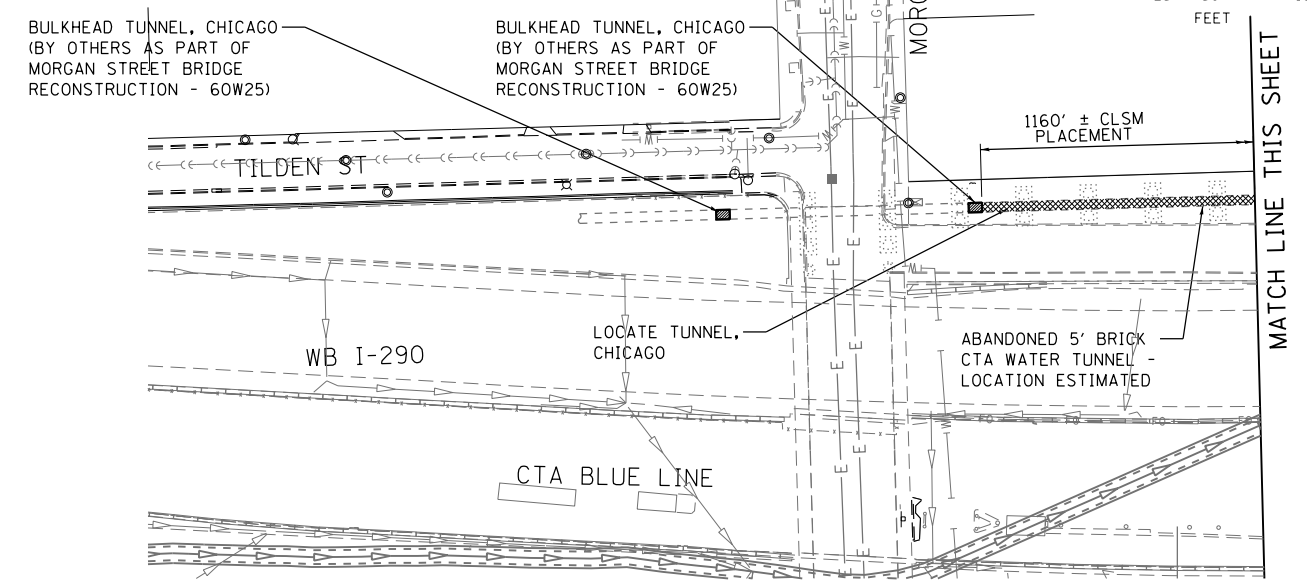 BULKHEAD TUNNEL, CHICAGO
(BY OTHERS AS PART OF
MORGAN STREET BRIDGE
RECONSTRUCTION - 60W25)
BULKHEAD TUNNEL, CHICAGO
(BY OTHERS AS PART OF
MORGAN STREET BRIDGE
RECONSTRUCTION - 60W25)
FEET
1160' ± CLSM
PLACEMENT
MATCH LINE THIS SHEET
TILDEN ST
LOCATE TUNNEL,
CHICAGO
ABANDONED 5' BRICK
CTA WATER TUNNEL -
LOCATION ESTIMATED
WB I-290
CTA BLUE LINE